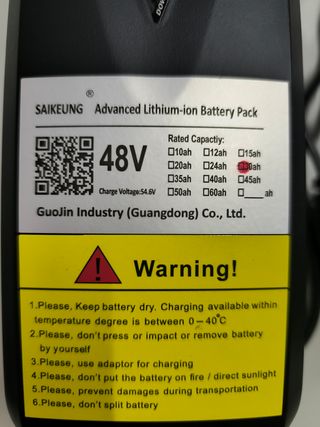 SAIKEUNG ® Advanced Lithium-ion Battery Pack
48V
Charge Voltage:54.6V
Rated Capactiy:
□10ah □12ah □15ah
□20ah □24ah □30ah
□35ah □40ah □45ah
□50ah □60ah □____ah
GuoJin Industry (Guangdong) Co., Ltd.
Warning!
1.Please, Keep battery dry. Charging available within
temperature degree is between 0—40℃
2.Please, don't press or impact or remove battery
by yourself
3.Please, use adaptor for charging
4.Please, don't put the battery on fire / direct sunlight
5.Please, prevent damages during transportation
6.Please, don't split battery